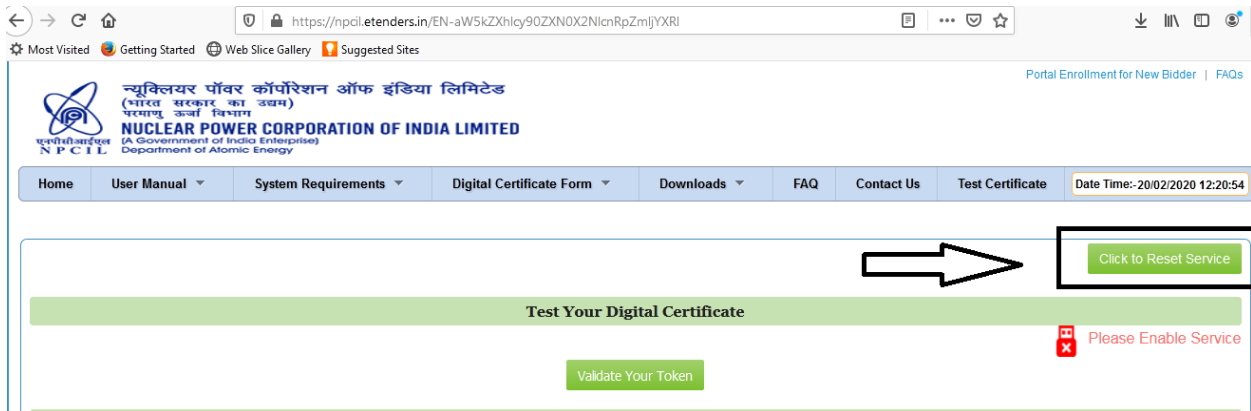 https://npcil.etenders.in/EN-aW5kZXhlcy90ZXN0X2NlcnRpZmljYXRl
Most Visited Getting Started Web Slice Gallery Suggested Sites
Portal Enrollment for New Bidder | FAQs
न्यूक्लियर पॉवर कॉर्पोरेशन ऑफ इंडिया लिमिटेड
(भारत सरकार का उद्यम)
परमाणु ऊर्जा विभाग
NUCLEAR POWER CORPORATION OF INDIA LIMITED
(A Government of India Enterprise)
Department of Atomic Energy
एनपीसीआईएल
NPCIL
Home User Manual System Requirements Digital Certificate Form Downloads FAQ Contact Us Test Certificate Date Time:-20/02/2020 12:20:54
Click to Reset Service
Test Your Digital Certificate
Please Enable Service
Validate Your Token